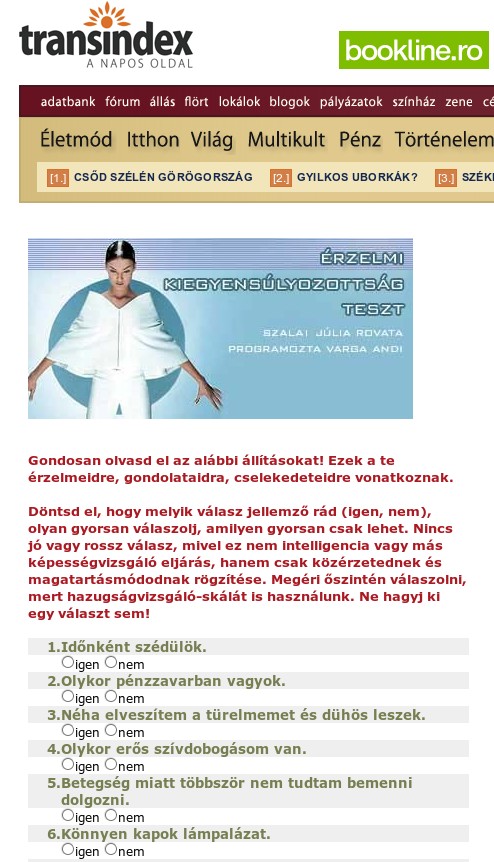 transindex
A NAPOS OLDAL
bookline.ro
adatbank fórum állás flört lokálok blogok pályázatok színház zene
Életmód Itthon Világ Multikult Pénz Történelem
[1.] CSŐD SZÉLÉN GÖRÖGORSZÁG [2.] GYILKOS UBORKÁK? [3.]
ÉRZELMI
KIEGYENSÚLYOZOTTSÁG
TESZT
SZALAI JÚLIA ROVATA
PROGRAMOZTA VARGA ANDI
Gondosan olvasd el az alábbi állításokat! Ezek a te
érzelmeidre, gondolataidra, cselekedeteidre vonatkoznak.
Döntsd el, hogy melyik válasz jellemző rád (igen, nem),
olyan gyorsan válaszolj, amilyen gyorsan csak lehet. Nincs
jó vagy rossz válasz, mivel ez nem intelligencia vagy más
képességvizsgáló eljárás, hanem csak közérzetednek és
magatartásmódodnak rögzítése. Megéri őszintén válaszolni,
mert hazugságvizsgáló-skálát is használunk. Ne hagyj ki
egy választ sem!
1.Időnként szédülök.
igen nem
2.Olykor pénzzavarban vagyok.
igen nem
3.Néha elveszítem a türelmemet és dühös leszek.
igen nem
4.Olykor erős szívdobogásom van.
igen nem
5.Betegség miatt többször nem tudtam bemenni
dolgozni.
igen nem
6.Könnyen kapok lámpalázat.
igen nem